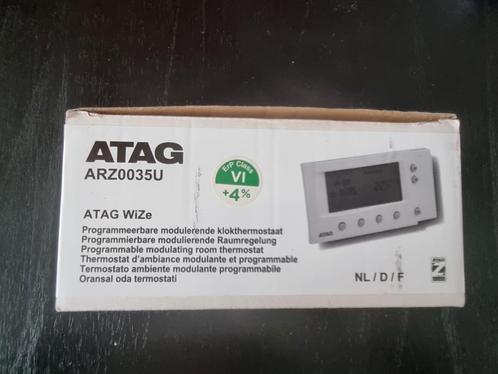 ATAG
ARZ0035U
ErP Class
VI
+4%
ATAG WiZe
Programmeerbare modulerende klokthermostaat
Programmierbare modulierende Raumregelung
Programmable modulating room thermostat
Thermostat d'ambiance modulante et programmable
Termostato ambiente modulante programmabile
Oransal oda termostati
ATAG
NL / D / F
Z